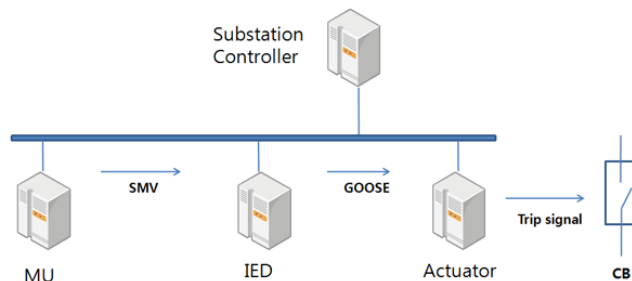 Substation
Controller
SMV
GOOSE
Trip signal
MU
IED
Actuator
CB